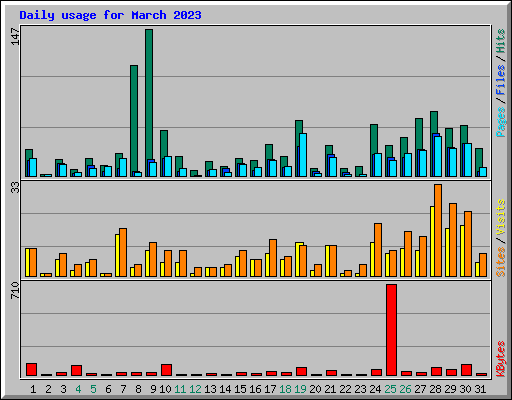 Daily usage for March 2023
147
Pages / Files / Hits
33
Sites / Visits
710
KBytes
1 2 3 4 5 6 7 8 9 10 11 12 13 14 15 16 17 18 19 20 21 22 23 24 25 26 27 28 29 30 31